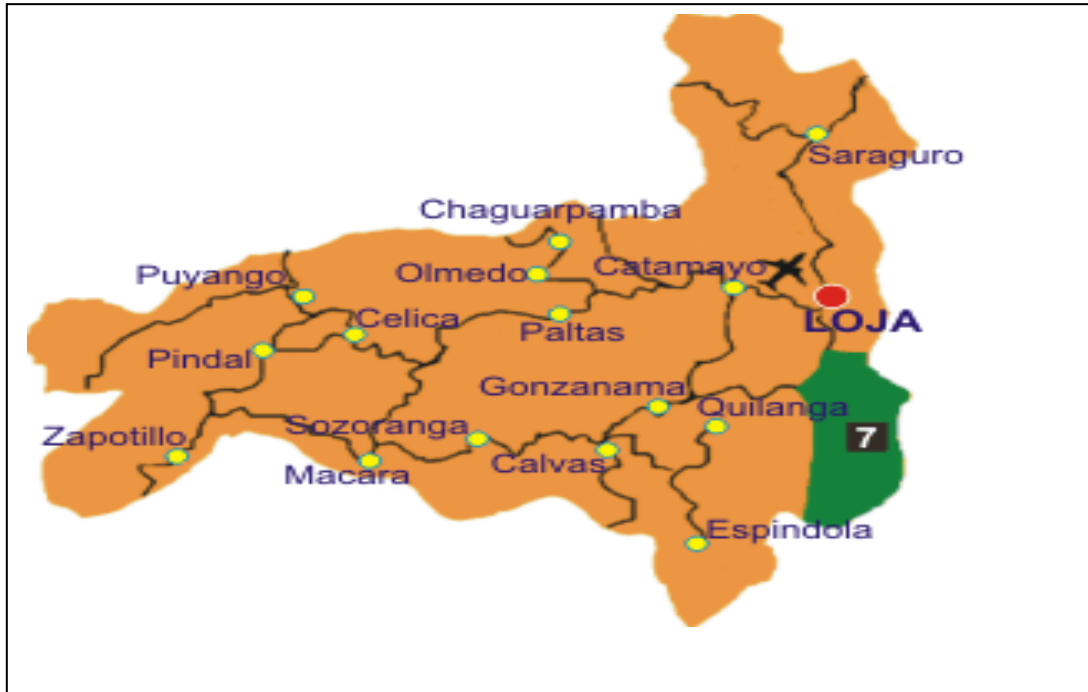 Saraguro
Chaguarpamba
Puyango
Olmedo
Catamayo
Celica
Paltas
LOJA
Pindal
Gonzanama
Quilanga
Zapotillo
Sozoranga
7
Macara
Calvas
Espindola